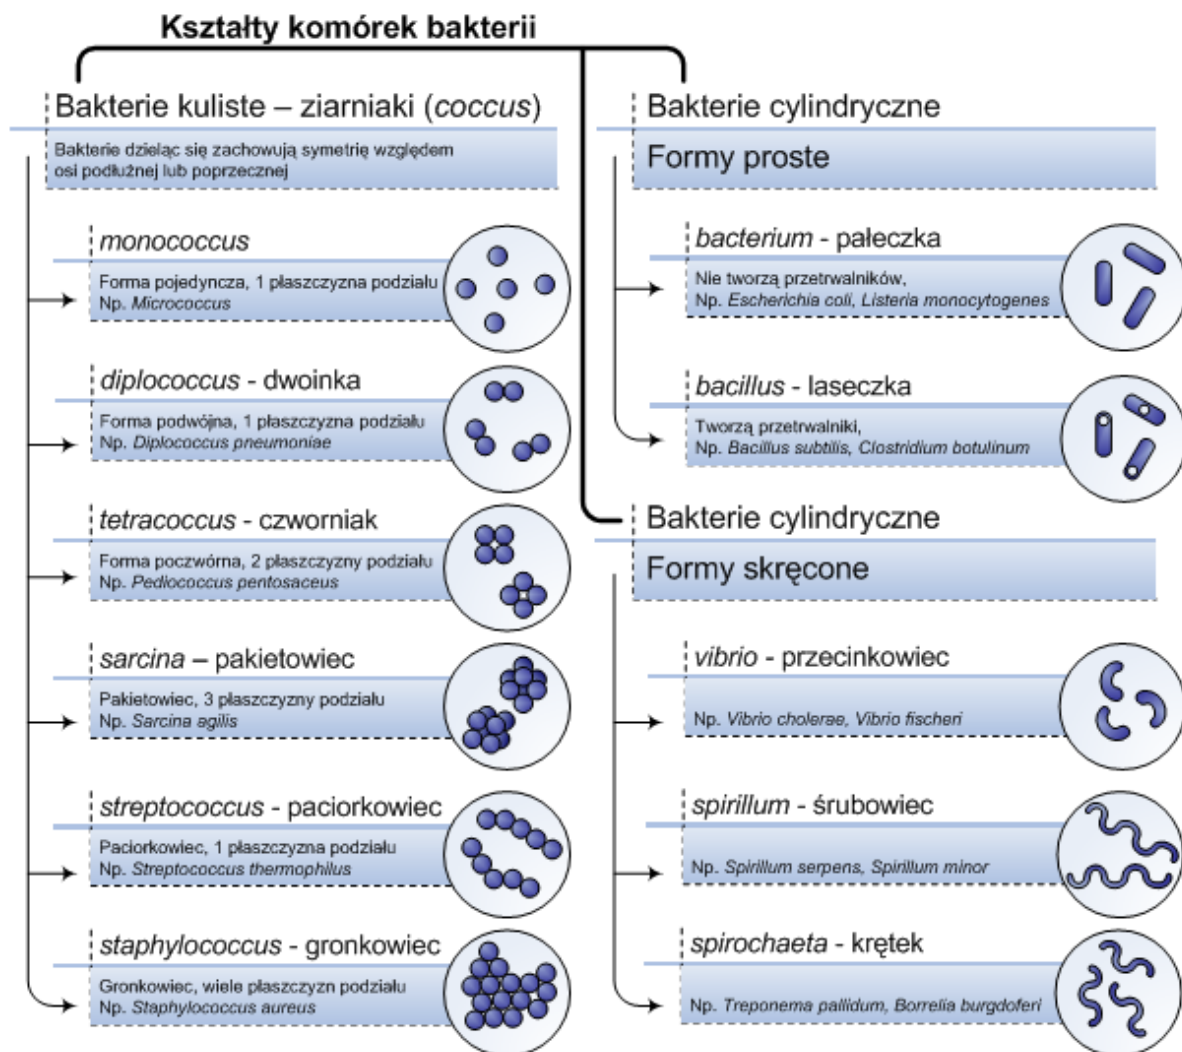 Kształty komórek bakterii
Bakterie kuliste – ziarniaki (coccus)
Bakterie dzieląc się zachowują symetrię względem
osi podłużnej lub poprzecznej
monococcus
Forma pojedyncza, 1 płaszczyzna podziału
Np. Micrococcus
diplococcus - dwoinka
Forma podwójna, 1 płaszczyzna podziału
Np. Diplococcus pneumoniae
tetracoccus - czworniak
Forma poczwórna, 2 płaszczyzny podziału
Np. Pediococcus pentosaceus
sarcina – pakietowiec
Pakietowiec, 3 płaszczyzny podziału
Np. Sarcina agilis
streptococcus - paciorkowiec
Paciorkowiec, 1 płaszczyzna podziału
Np. Streptococcus thermophilus
staphylococcus - gronkowiec
Gronkowiec, wiele płaszczyzn podziału
Np. Staphylococcus aureus
Bakterie cylindryczne
Formy proste
bacterium - pałeczka
Nie tworzą przetrwalników,
Np. Escherichia coli, Listeria monocytogenes
bacillus - laseczka
Tworzą przetrwalniki,
Np. Bacillus subtilis, Clostridium botulinum
Bakterie cylindryczne
Formy skręcone
vibrio - przecinkowiec
Np. Vibrio cholerae, Vibrio fischeri
spirillum - śrubowiec
Np. Spirillum serpens, Spirillum minor
spirochaeta - krętek
Np. Treponema pallidum, Borrelia burgdoferi